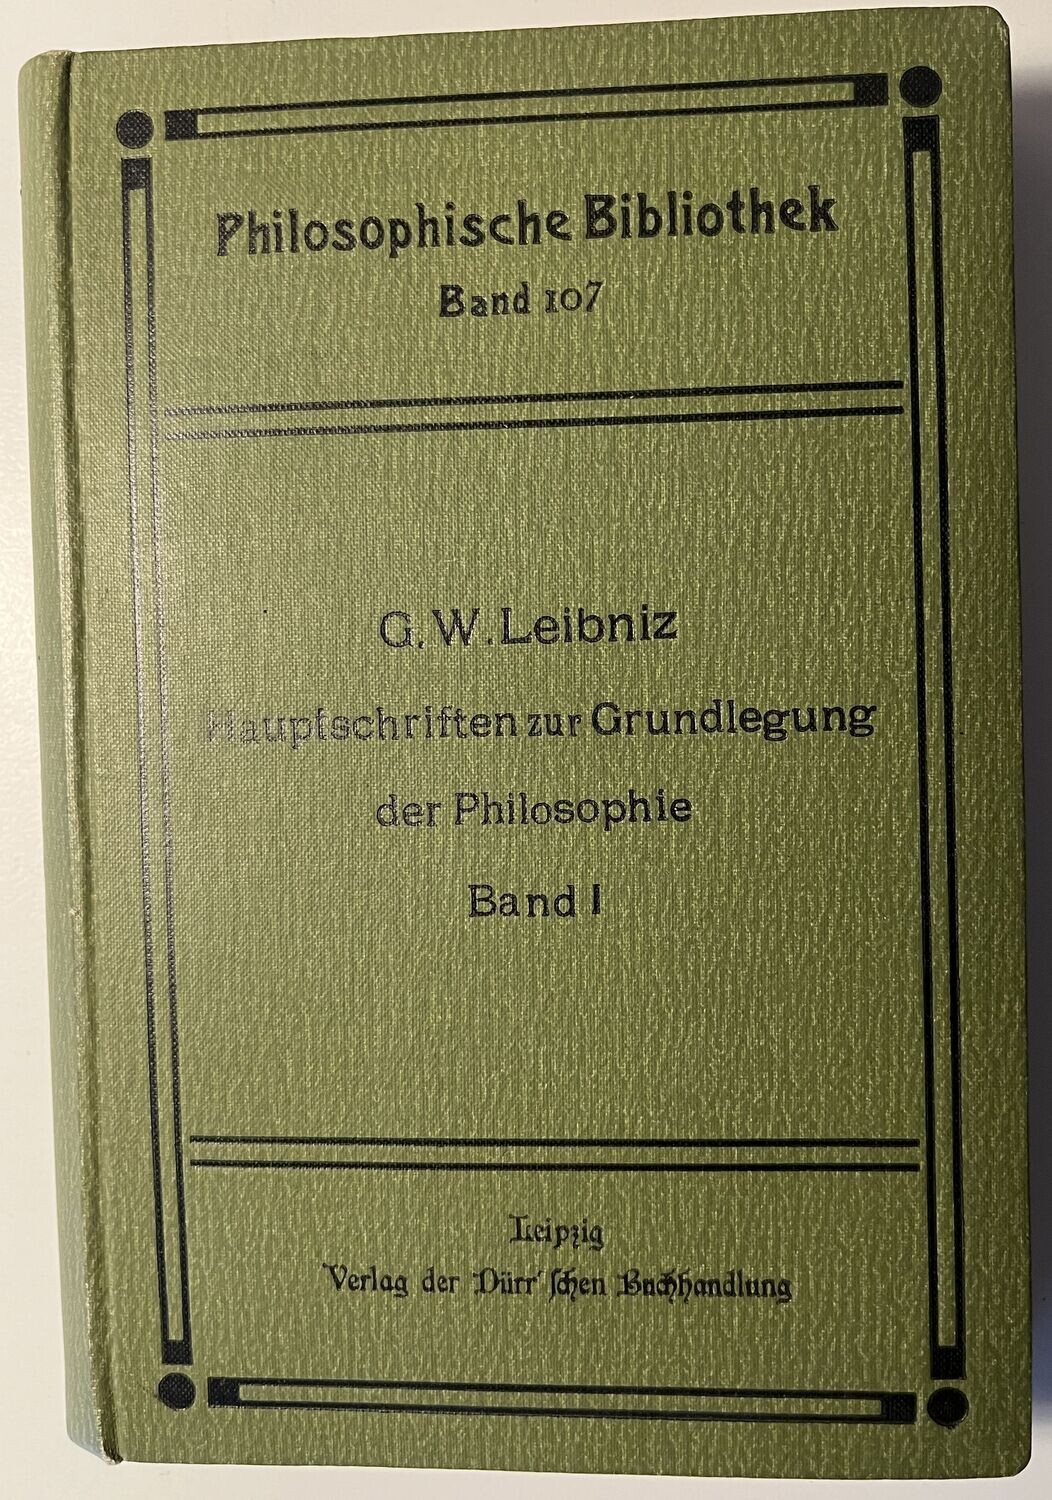 Philosophische Bibliothek
Band 107
G. W. Leibniz
Hauptschriften zur Grundlegung
der Philosophie
Band I
Leipzig
Verlag der Dürr'schen Buchhandlung